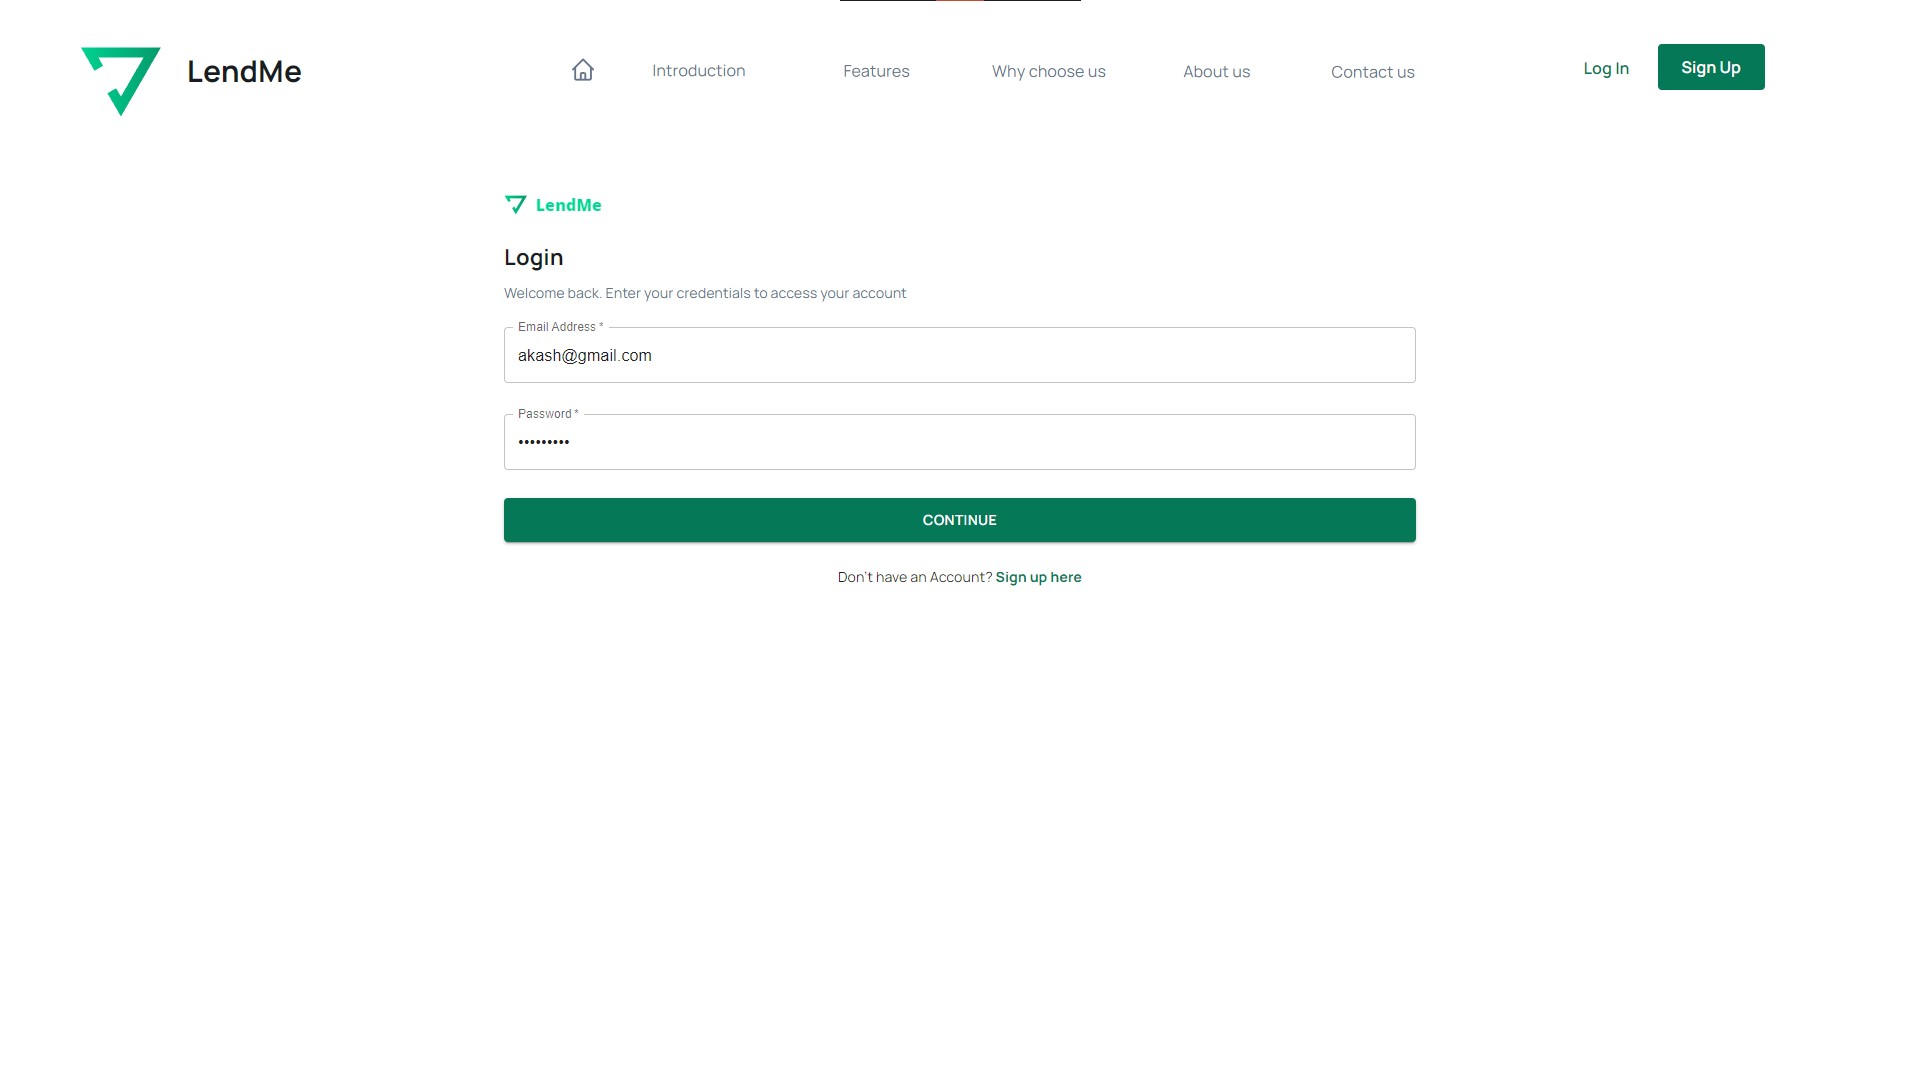 LendMe
Introduction
Features
Why choose us
About us
Contact us
Log In
Sign Up
LendMe
Login
Welcome back. Enter your credentials to access your account
Email Address *
akash@gmail.com
Password *
•••••••••
CONTINUE
Don't have an Account? Sign up here